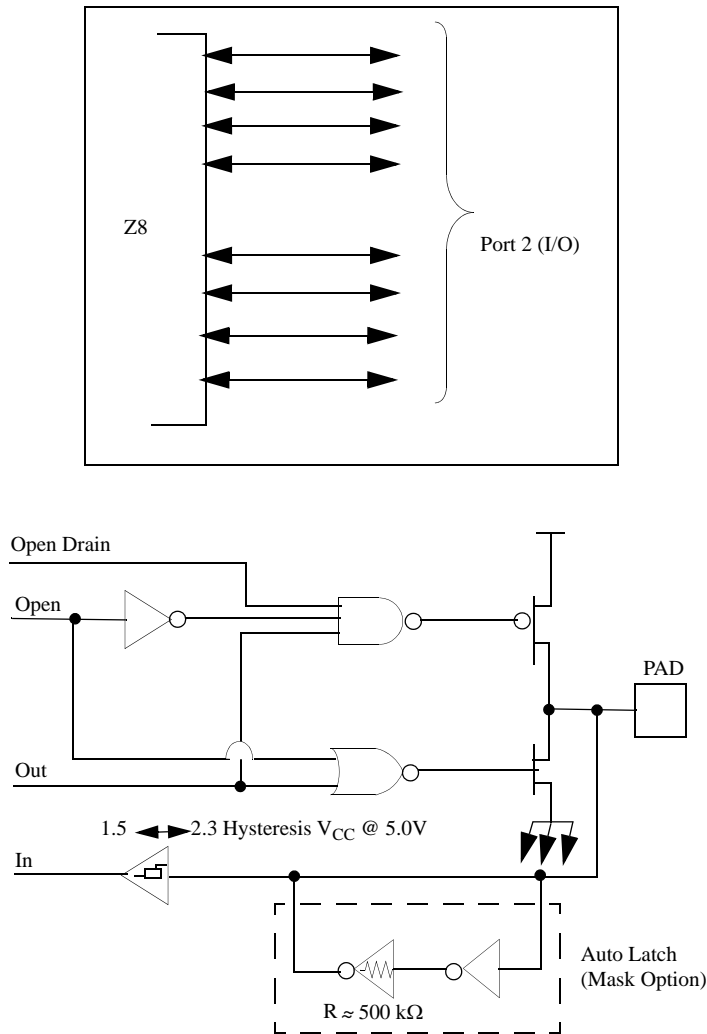 Z8
Port 2 (I/O)
Open Drain
Open
PAD
Out
1.5 2.3 Hysteresis VCC @ 5.0V
In
Auto Latch
(Mask Option)
R ≈ 500 kΩ